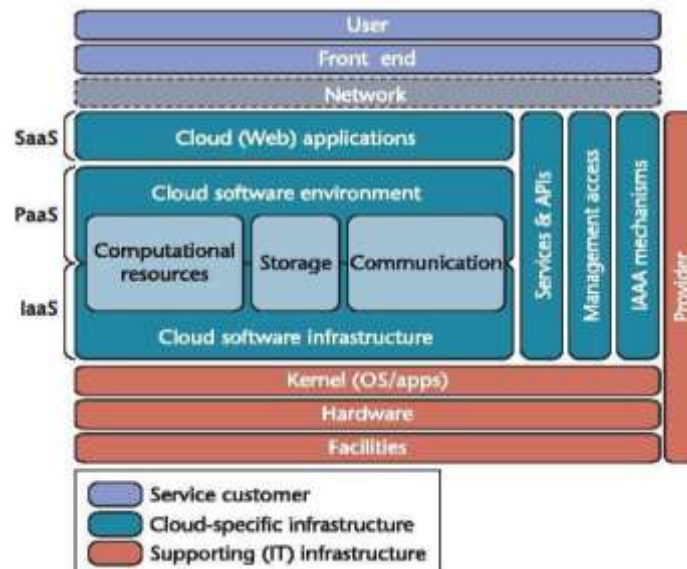 User
Front end
Network
SaaS
Cloud (Web) applications
PaaS
Cloud software environment
Computational
resources
Storage
Communication
IaaS
Cloud software infrastructure
Services & APIs
Management access
IAAA mechanisms
Provider
Kernel (OS/apps)
Hardware
Facilities
Service customer
Cloud-specific infrastructure
Supporting (IT) infrastructure